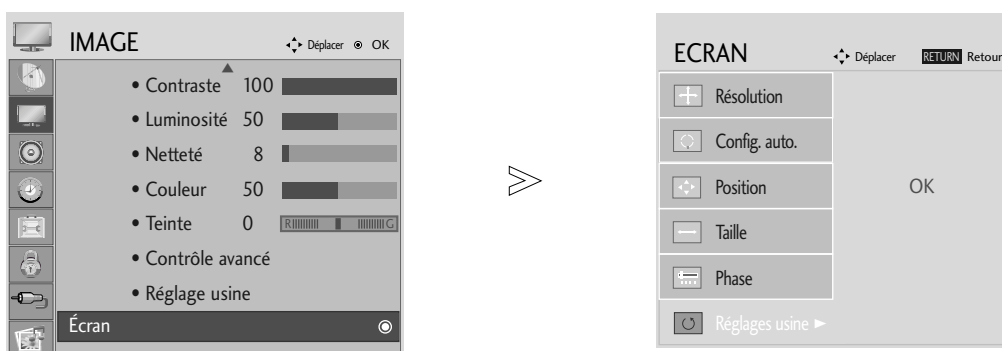 IMAGE
Déplacer OK
• Contraste 100
• Luminosité 50
• Netteté 8
• Couleur 50
• Teinte 0 R G
• Contrôle avancé
• Réglage usine
Écran
ECRAN
Déplacer RETURN Retour
Résolution
Config. auto.
Position
Taille
Phase
Réglages usine ►
OK